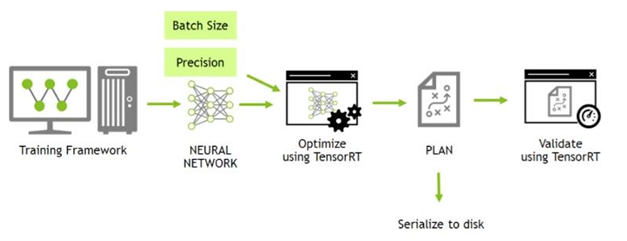 Batch Size
Precision
Training Framework
NEURAL
NETWORK
Optimize
using TensorRT
PLAN
Validate
using TensorRT
Serialize to disk